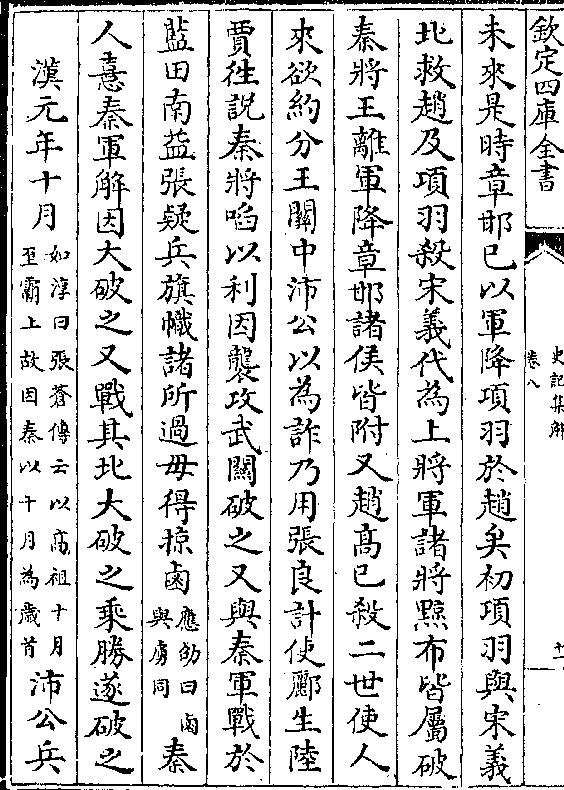 欽定四庫全書
史記集解
卷八
十一
未來是時章邯已以軍降項羽於趙矣初項羽與宋義
北救趙及項羽殺宋義代為上將軍諸將黥布皆屬破
秦將王離軍降章邯諸侯皆附又趙髙已殺二世使人
來欲約分王闗中沛公以為詐乃用張良計使酈生陸
賈徃說秦將啗以利因襲攻武闗破之又與秦軍戰於
藍田南益張疑兵旗幟諸所過毋得掠鹵應劭曰鹵與虜同秦
人憙秦軍解因大破之又戰其北大破之乘勝遂破之
漢元年十月如淳曰張蒼傳云以高祖十月至霸上故因秦以十月為歲首沛公兵